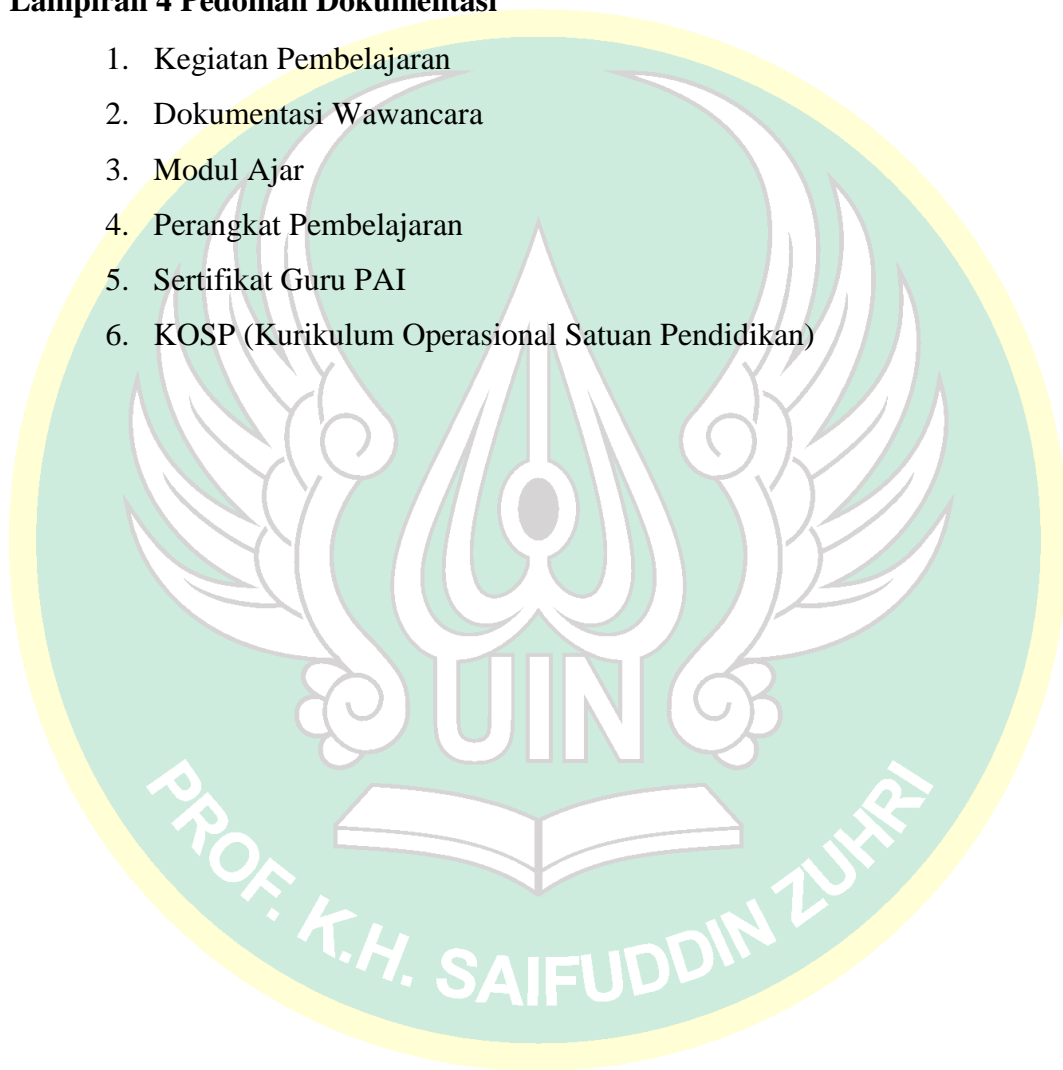 Lampiran 4 Pedoman Dokumentasi
1. Kegiatan Pembelajaran
2. Dokumentasi Wawancara
3. Modul Ajar
4. Perangkat Pembelajaran
5. Sertifikat Guru PAI
6. KOSP (Kurikulum Operasional Satuan Pendidikan)
UIN
PROF. K.H. SAIFUDDIN ZUHRI